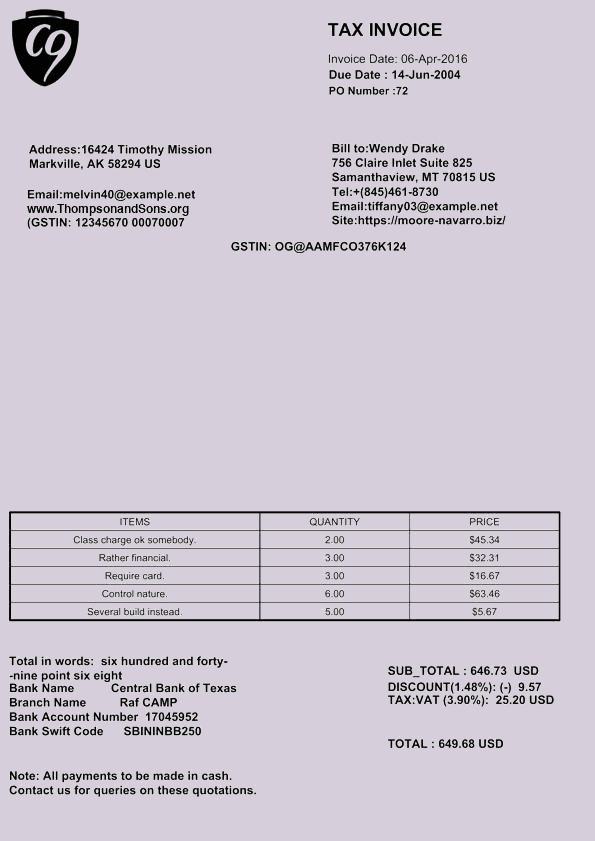 C9
TAX INVOICE
Invoice Date: 06-Apr-2016
Due Date : 14-Jun-2004
PO Number :72
Address:16424 Timothy Mission
Markville, AK 58294 US
Email:melvin40@example.net
www.ThompsonandSons.org
(GSTIN: 12345670 00070007
Bill to:Wendy Drake
756 Claire Inlet Suite 825
Samanthaview, MT 70815 US
Tel:+(845)461-8730
Email:tiffany03@example.net
Site:https://moore-navarro.biz/
GSTIN: OG@AAMFCO376K124
ITEMS QUANTITY PRICE
Class charge ok somebody. 2.00 $45.34
Rather financial. 3.00 $32.31
Require card. 3.00 $16.67
Control nature. 6.00 $63.46
Several build instead. 5.00 $5.67
Total in words: six hundred and forty-
-nine point six eight
Bank Name Central Bank of Texas
Branch Name Raf CAMP
Bank Account Number 17045952
Bank Swift Code SBININBB250
SUB_TOTAL : 646.73 USD
DISCOUNT(1.48%): (-) 9.57
TAX:VAT (3.90%): 25.20 USD
TOTAL : 649.68 USD
Note: All payments to be made in cash.
Contact us for queries on these quotations.